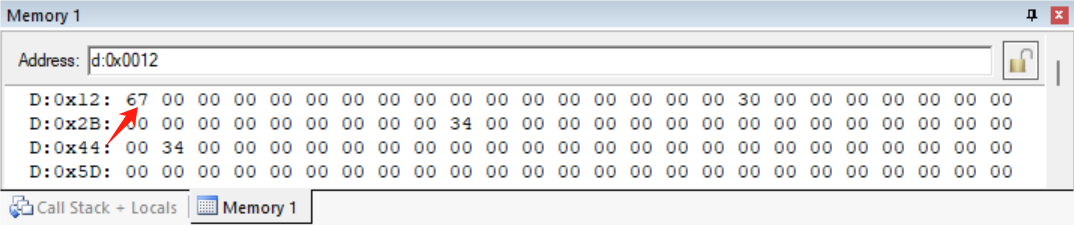 Memory 1
Address: d:0x0012
D:0x12: 67 00 00 00 00 00 00 00 00 00 00 00 00 00 00 00 00 30 00 00 00 00 00 00 00
D:0x2B: 00 00 00 00 00 00 00 00 00 34 00 00 00 00 00 00 00 00 00 00 00 00 00 00 00
D:0x44: 00 34 00 00 00 00 00 00 00 00 00 00 00 00 00 00 00 00 00 00 00 00 00 00 00
D:0x5D: 00 00 00 00 00 00 00 00 00 00 00 00 00 00 00 00 00 00 00 00 00 00 00 00 00
Call Stack + Locals Memory 1